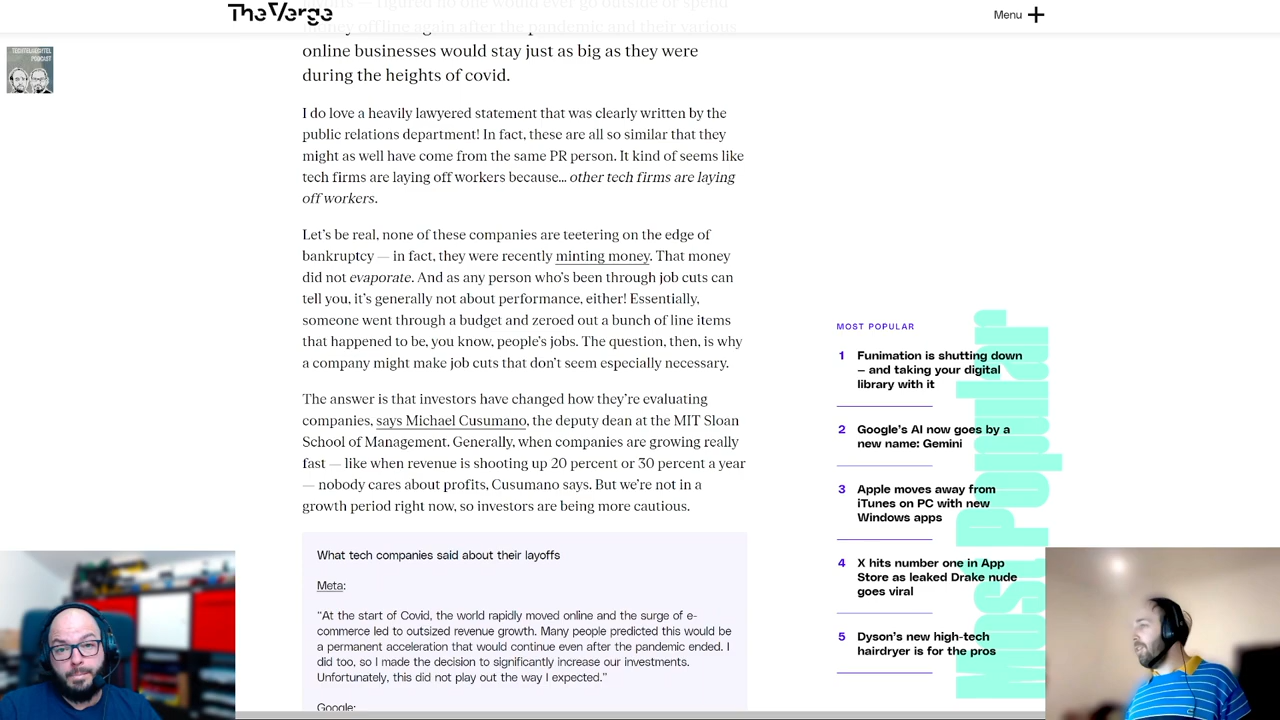 TheVerge
Menu
layoffs — figured no one would ever go outside or spend
money offline again after the pandemic and their various
online businesses would stay just as big as they were
during the heights of covid.
I do love a heavily lawyered statement that was clearly written by the
public relations department! In fact, these are all so similar that they
might as well have come from the same PR person. It kind of seems like
tech firms are laying off workers because… other tech firms are laying
off workers.
Let’s be real, none of these companies are teetering on the edge of
bankruptcy — in fact, they were recently minting money. That money
did not evaporate. And as any person who’s been through job cuts can
tell you, it’s generally not about performance, either! Essentially,
someone went through a budget and zeroed out a bunch of line items
that happened to be, you know, people’s jobs. The question, then, is why
a company might make job cuts that don’t seem especially necessary.
The answer is that investors have changed how they’re evaluating
companies, says Michael Cusumano, the deputy dean at the MIT Sloan
School of Management. Generally, when companies are growing really
fast — like when revenue is shooting up 20 percent or 30 percent a year
— nobody cares about profits, Cusumano says. But we’re not in a
growth period right now, so investors are being more cautious.
What tech companies said about their layoffs
Meta:
“At the start of Covid, the world rapidly moved online and the surge of e-
commerce led to outsized revenue growth. Many people predicted this would be
a permanent acceleration that would continue even after the pandemic ended. I
did too, so I made the decision to significantly increase our investments.
Unfortunately, this did not play out the way I expected.”
Google:
MOST POPULAR
1 Funimation is shutting down
— and taking your digital
library with it
2 Google’s AI now goes by a
new name: Gemini
3 Apple moves away from
iTunes on PC with new
Windows apps
4 X hits number one in App
Store as leaked Drake nude
goes viral
5 Dyson’s new high-tech
hairdryer is for the pros
Most Popular